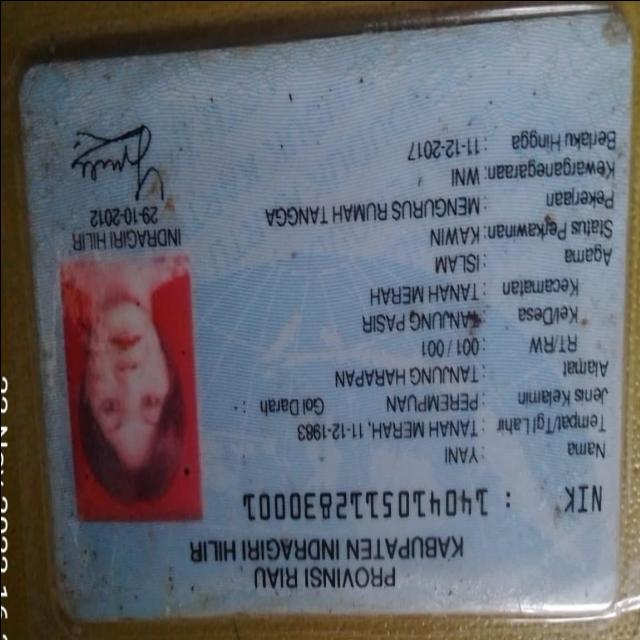 PROVINSI RIAU
KABUPATEN INDRAGIRI HILIR
NIK : 1404105112830001
Nama : YANI
Tempat/Tgl Lahir : TANAH MERAH, 11-12-1983
Jenis Kelamin : PEREMPUAN Gol Darah : -
Alamat : TANJUNG HARAPAN
RT/RW : 001 / 001
Kel/Desa : TANJUNG PASIR
Kecamatan : TANAH MERAH
Agama : ISLAM
Status Perkawinan: KAWIN
Pekerjaan : MENGURUS RUMAH TANGGA
Kewarganegaraan: WNI
Berlaku Hingga : 11-12-2017
INDRAGIRI HILIR
29-10-2012